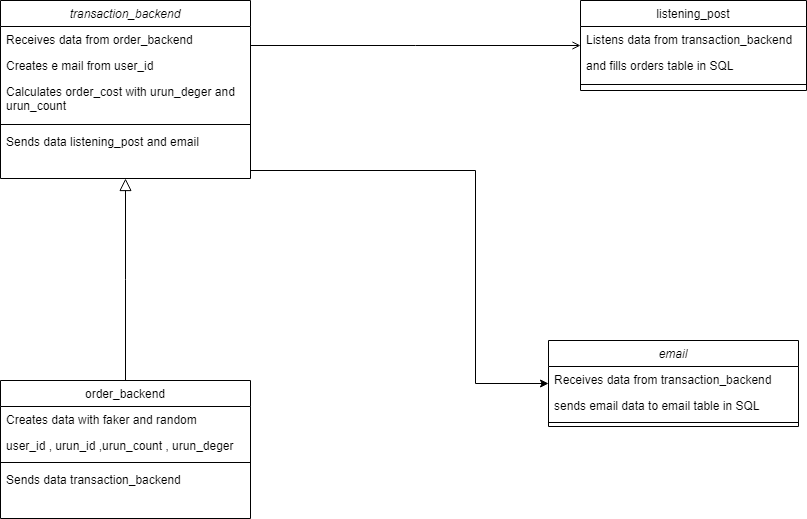 transaction_backend
Receives data from order_backend
Creates e mail from user_id
Calculates order_cost with urun_deger and
urun_count
Sends data listening_post and email
listening_post
Listens data from transaction_backend
and fills orders table in SQL
email
Receives data from transaction_backend
sends email data to email table in SQL
order_backend
Creates data with faker and random
user_id , urun_id ,urun_count , urun_deger
Sends data transaction_backend